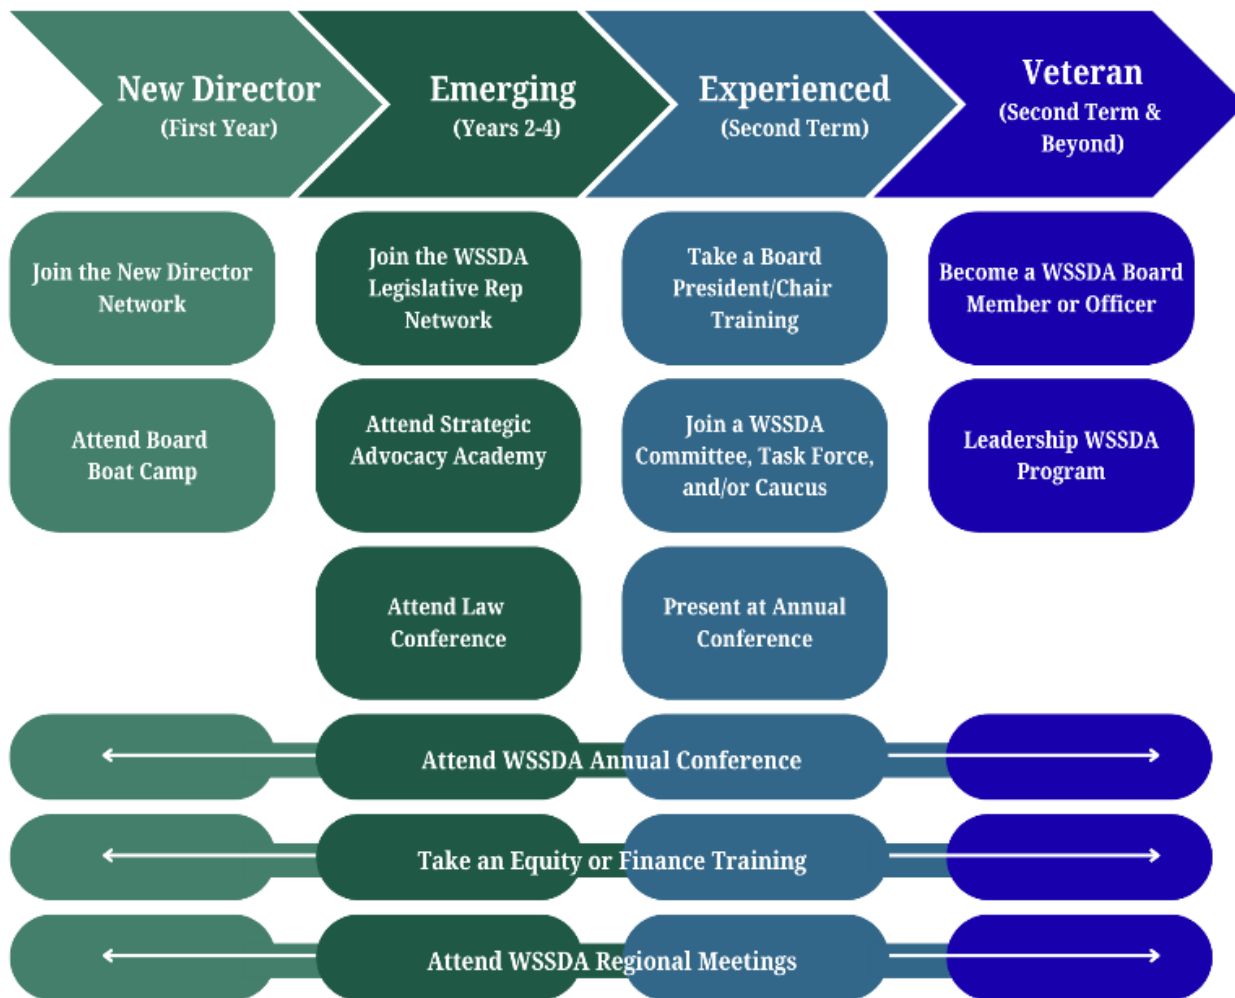 New Director
(First Year)
Emerging
(Years 2-4)
Experienced
(Second Term)
Veteran
(Second Term &
Beyond)
Join the New Director
Network
Join the WSSDA
Legislative Rep
Network
Take a Board
President/Chair
Training
Become a WSSDA Board
Member or Officer
Attend Board
Boat Camp
Attend Strategic
Advocacy Academy
Join a WSSDA
Committee, Task Force,
and/or Caucus
Leadership WSSDA
Program
Attend Law
Conference
Present at Annual
Conference
Attend WSSDA Annual Conference
Take an Equity or Finance Training
Attend WSSDA Regional Meetings